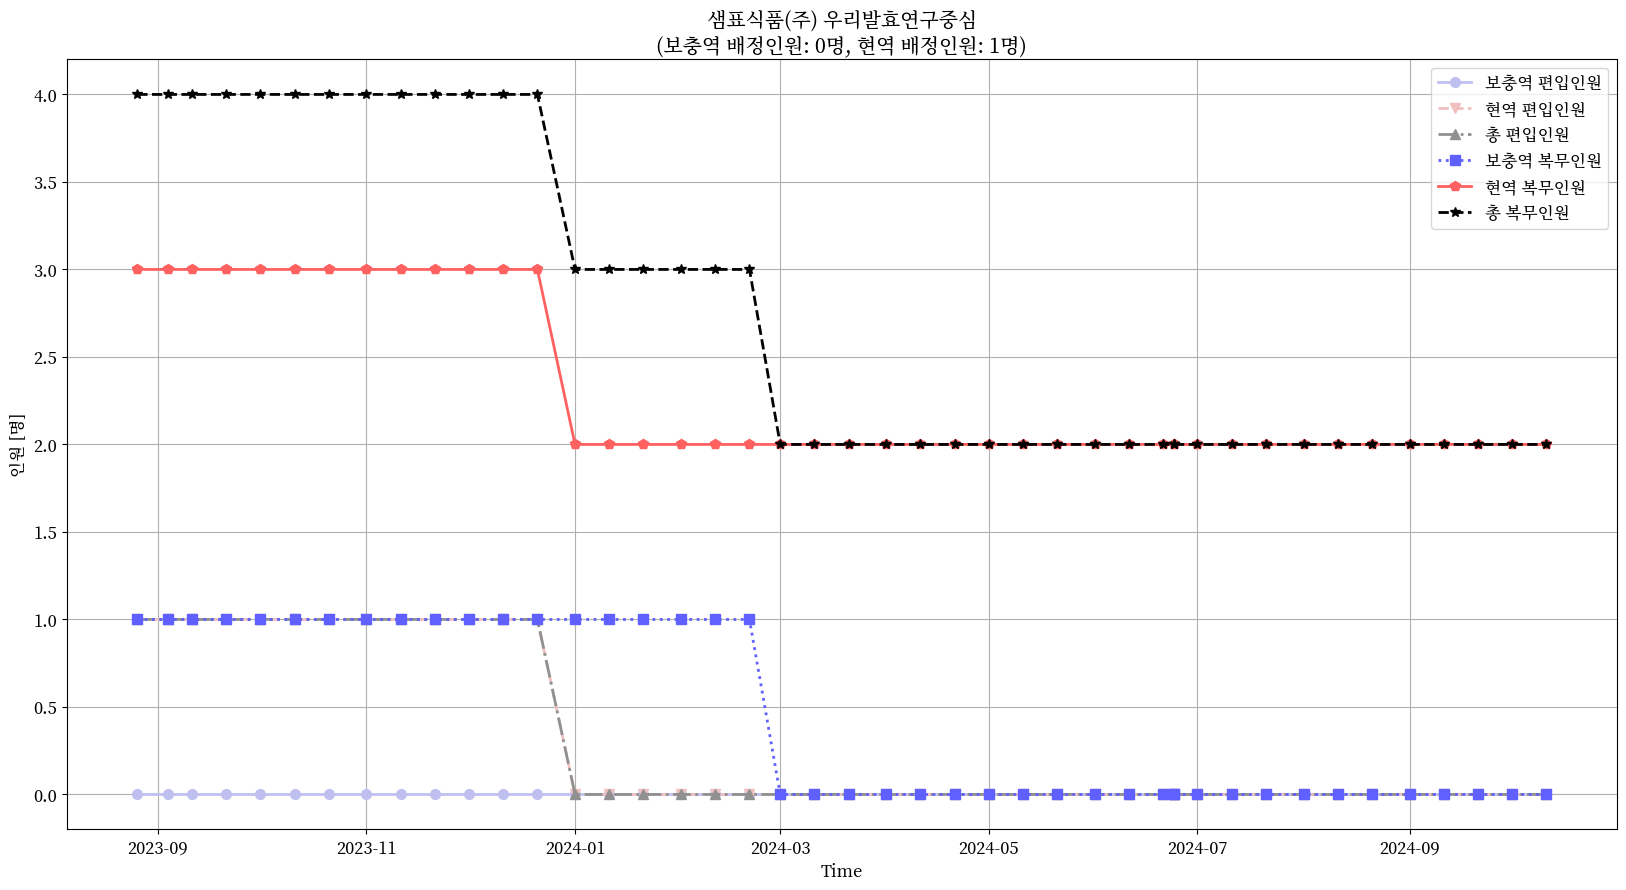 샘표식품(주) 우리발효연구중심
(보충역 배정인원: 0명, 현역 배정인원: 1명)
보충역 편입인원
현역 편입인원
총 편입인원
보충역 복무인원
현역 복무인원
총 복무인원
인원 [명]
4.0
3.5
3.0
2.5
2.0
1.5
1.0
0.5
0.0
2023-09 2023-11 2024-01 2024-03 2024-05 2024-07 2024-09
Time